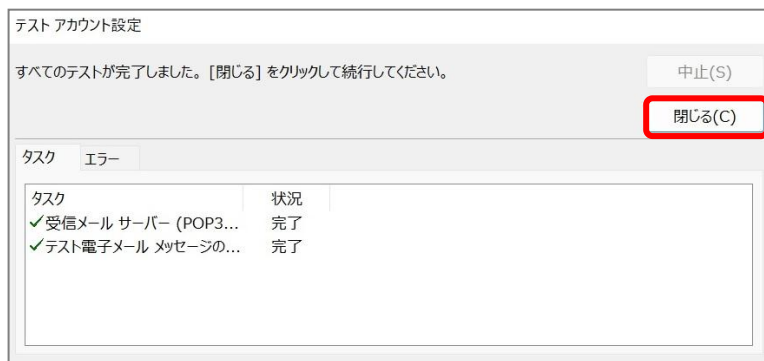 テスト アカウント設定
すべてのテストが完了しました。[閉じる] をクリックして続行してください。
中止(S)
閉じる(C)
タスク エラー
タスク 状況
受信メール サーバー (POP3... 完了
テスト電子メール メッセージの... 完了